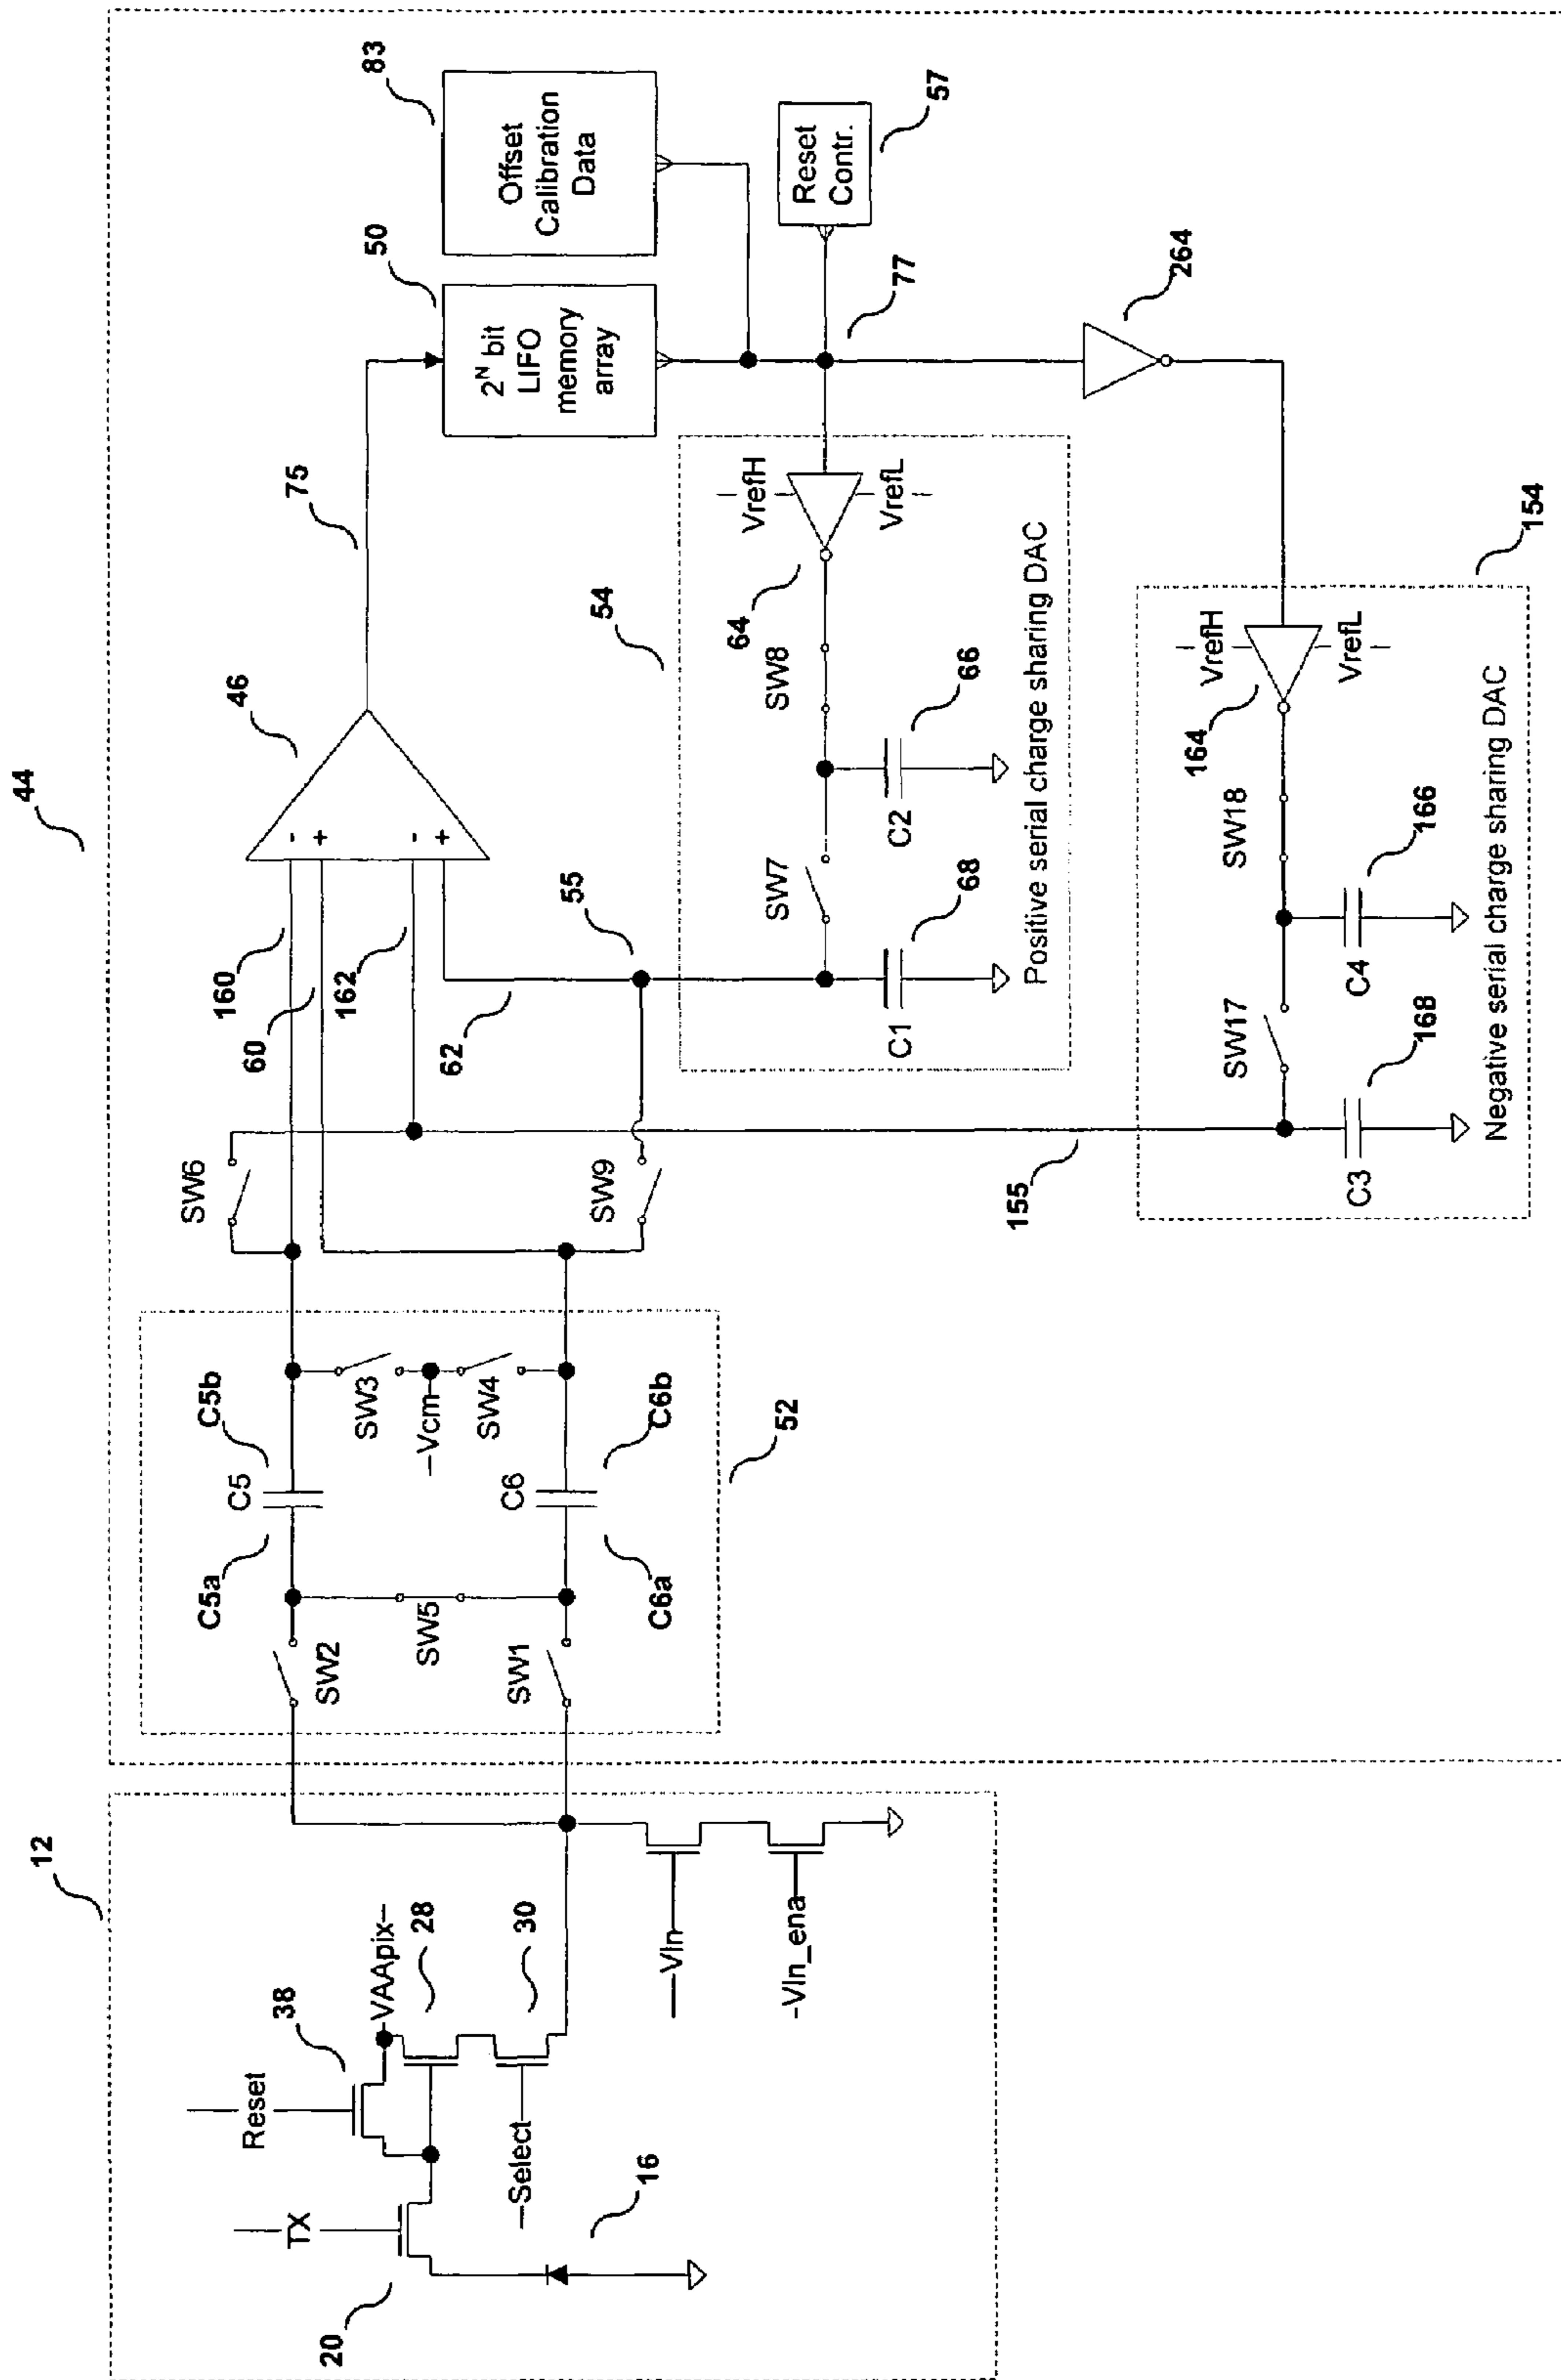 12
Reset
38
TX
20
-VAApix-
28
30
-Select-
16
-Vln-
-Vln_ena-
44
SW2
SW1
SW5
C5a
C5
C5b
C6a
C6
C6b
SW3
-Vcm-
SW4
52
SW6
SW9
160
60
162
62
55
-
+
-
+
46
75
50
2^N bit
LIFO
memory
array
83
Offset
Calibration
Data
Reset
Contr.
57
77
54
VrefH
VrefL
64
SW8
SW7
C2
66
C1
68
Positive serial charge sharing DAC
264
154
VrefH
VrefL
164
SW18
SW17
C4
166
C3
168
155
Negative serial charge sharing DAC